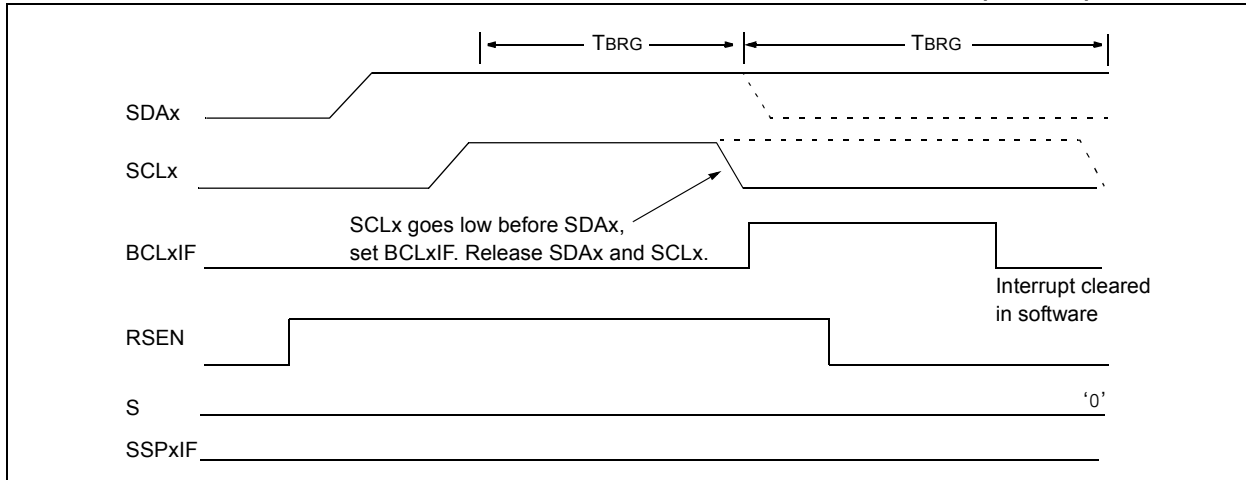 TBRG TBRG
SDAx
SCLx
SCLx goes low before SDAx,
set BCLxIF. Release SDAx and SCLx.
BCLxIF
Interrupt cleared
in software
RSEN
S
‘0’
SSPxIF